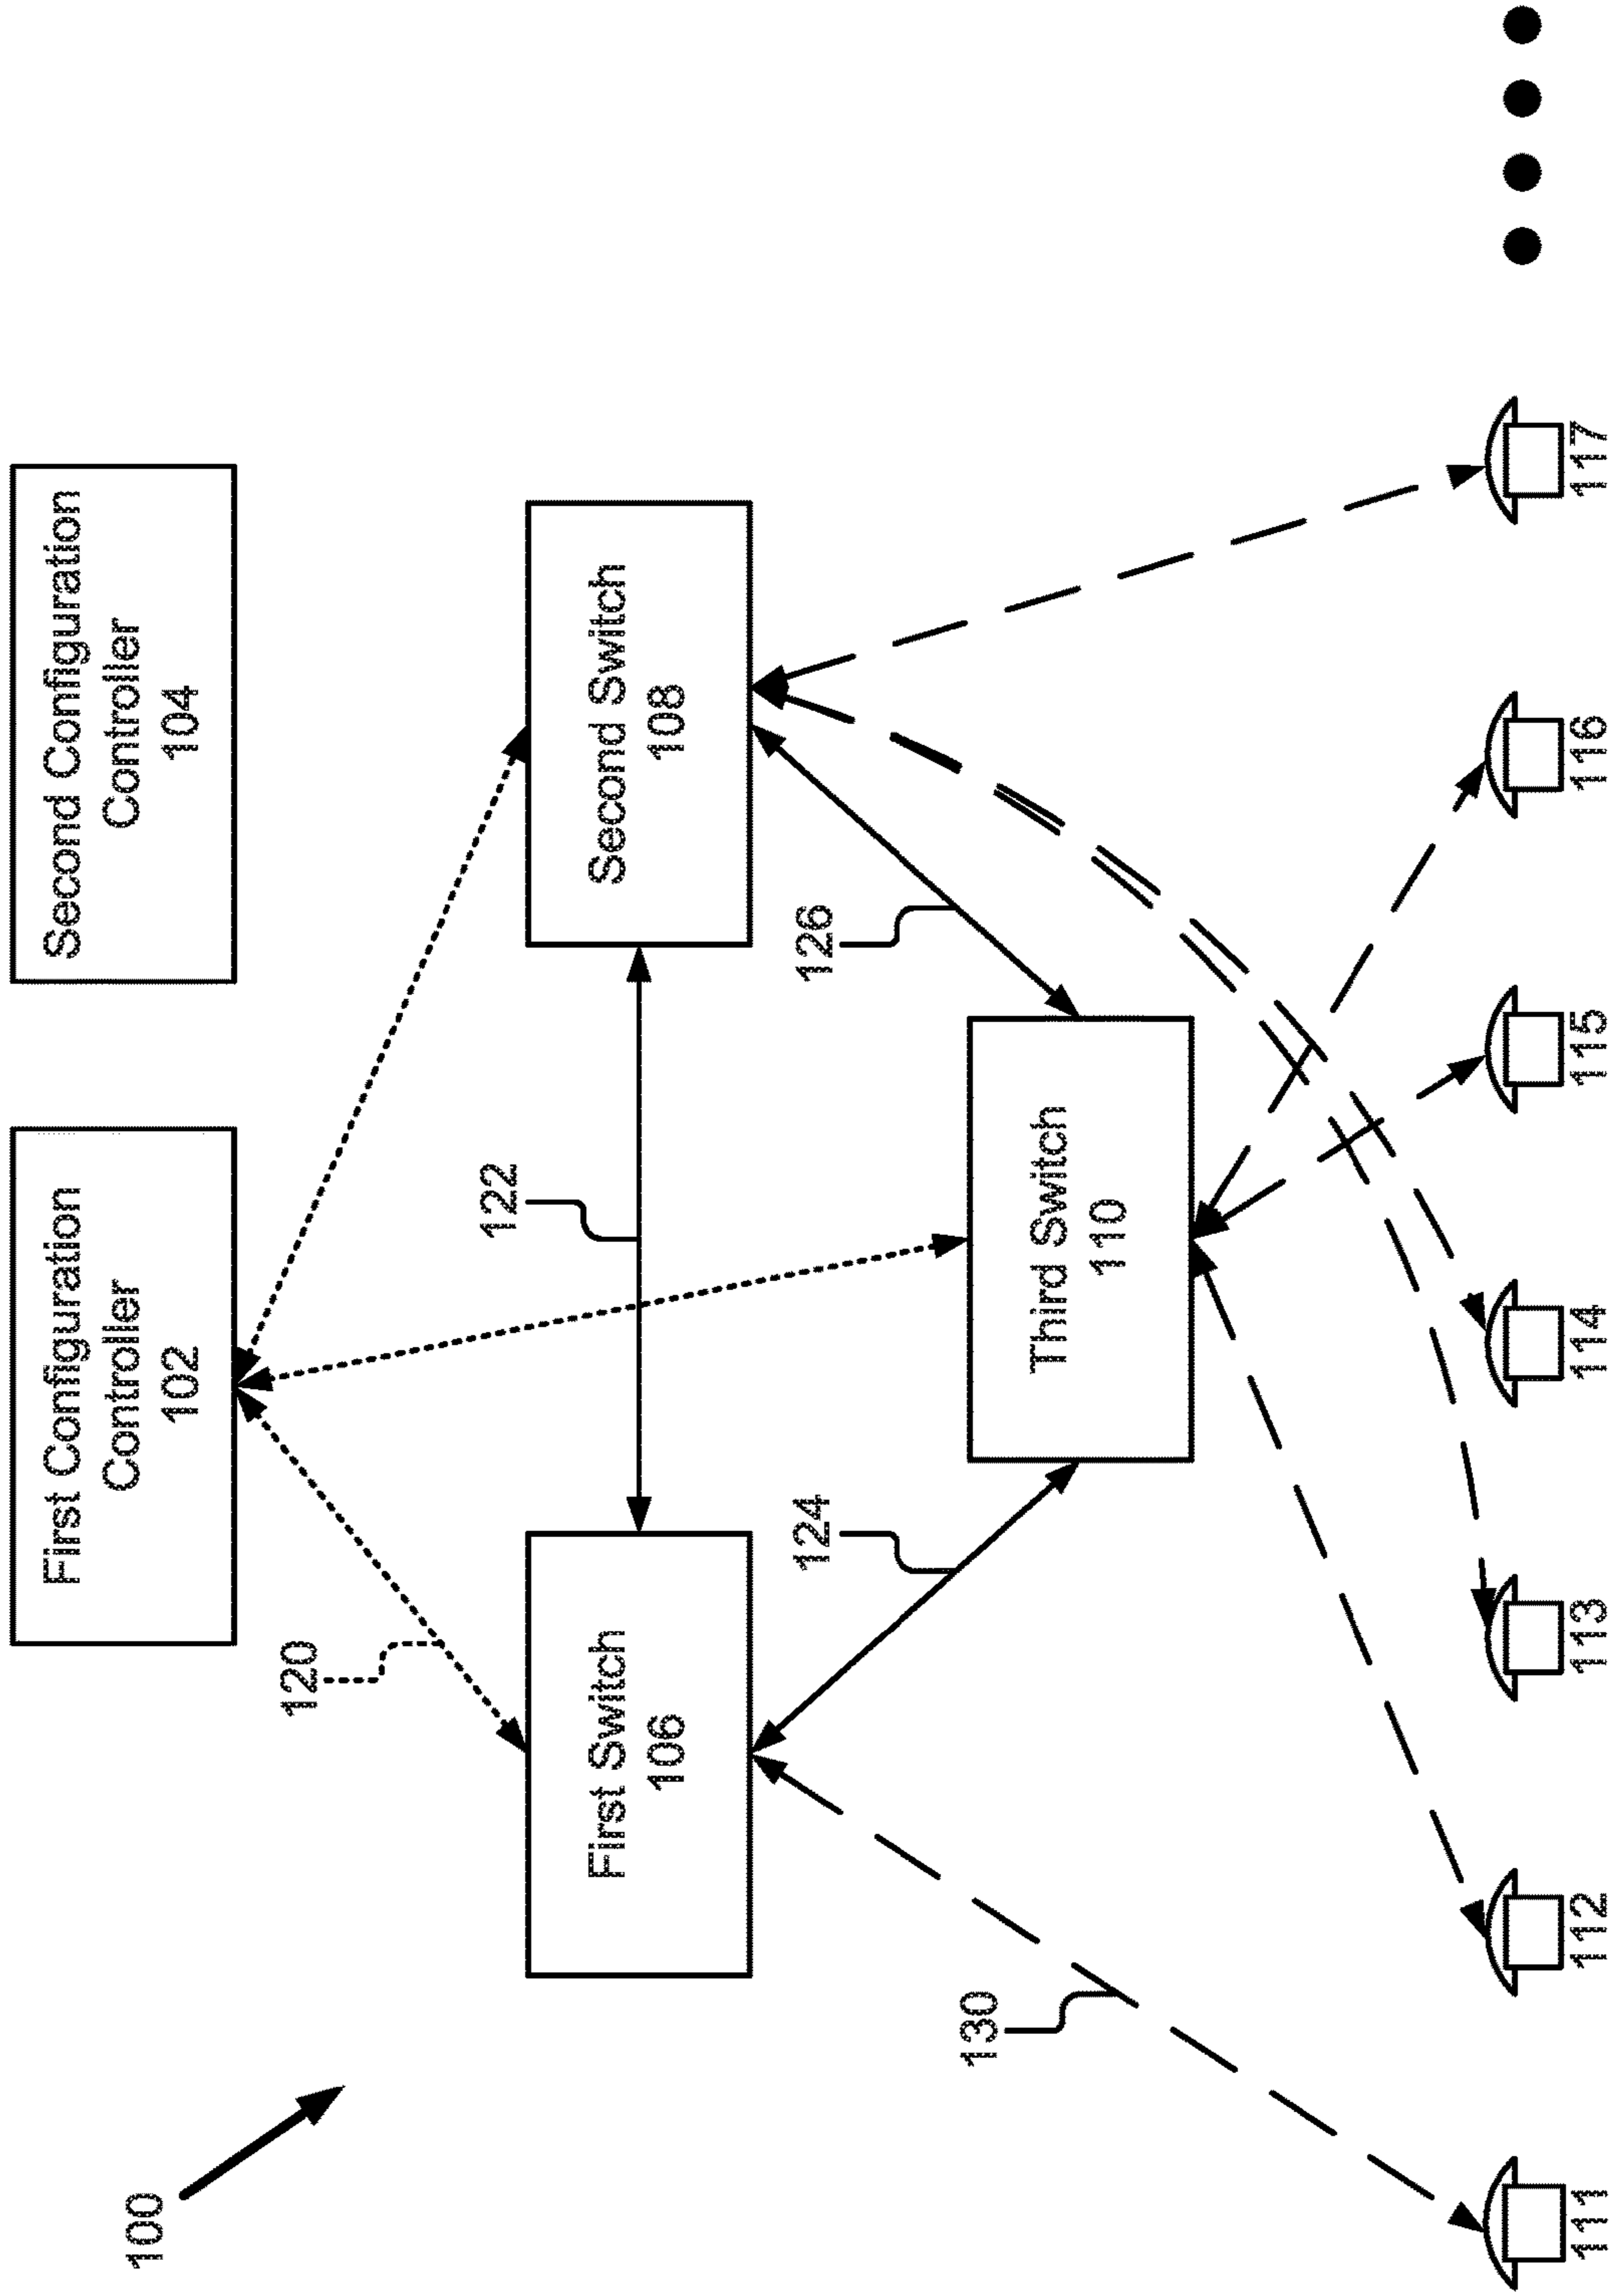 100
First Configuration
Controller
102
Second Configuration
Controller
104
120
122
First Switch
106
Second Switch
108
124
126
Third Switch
110
130
111
112
113
114
115
116
117